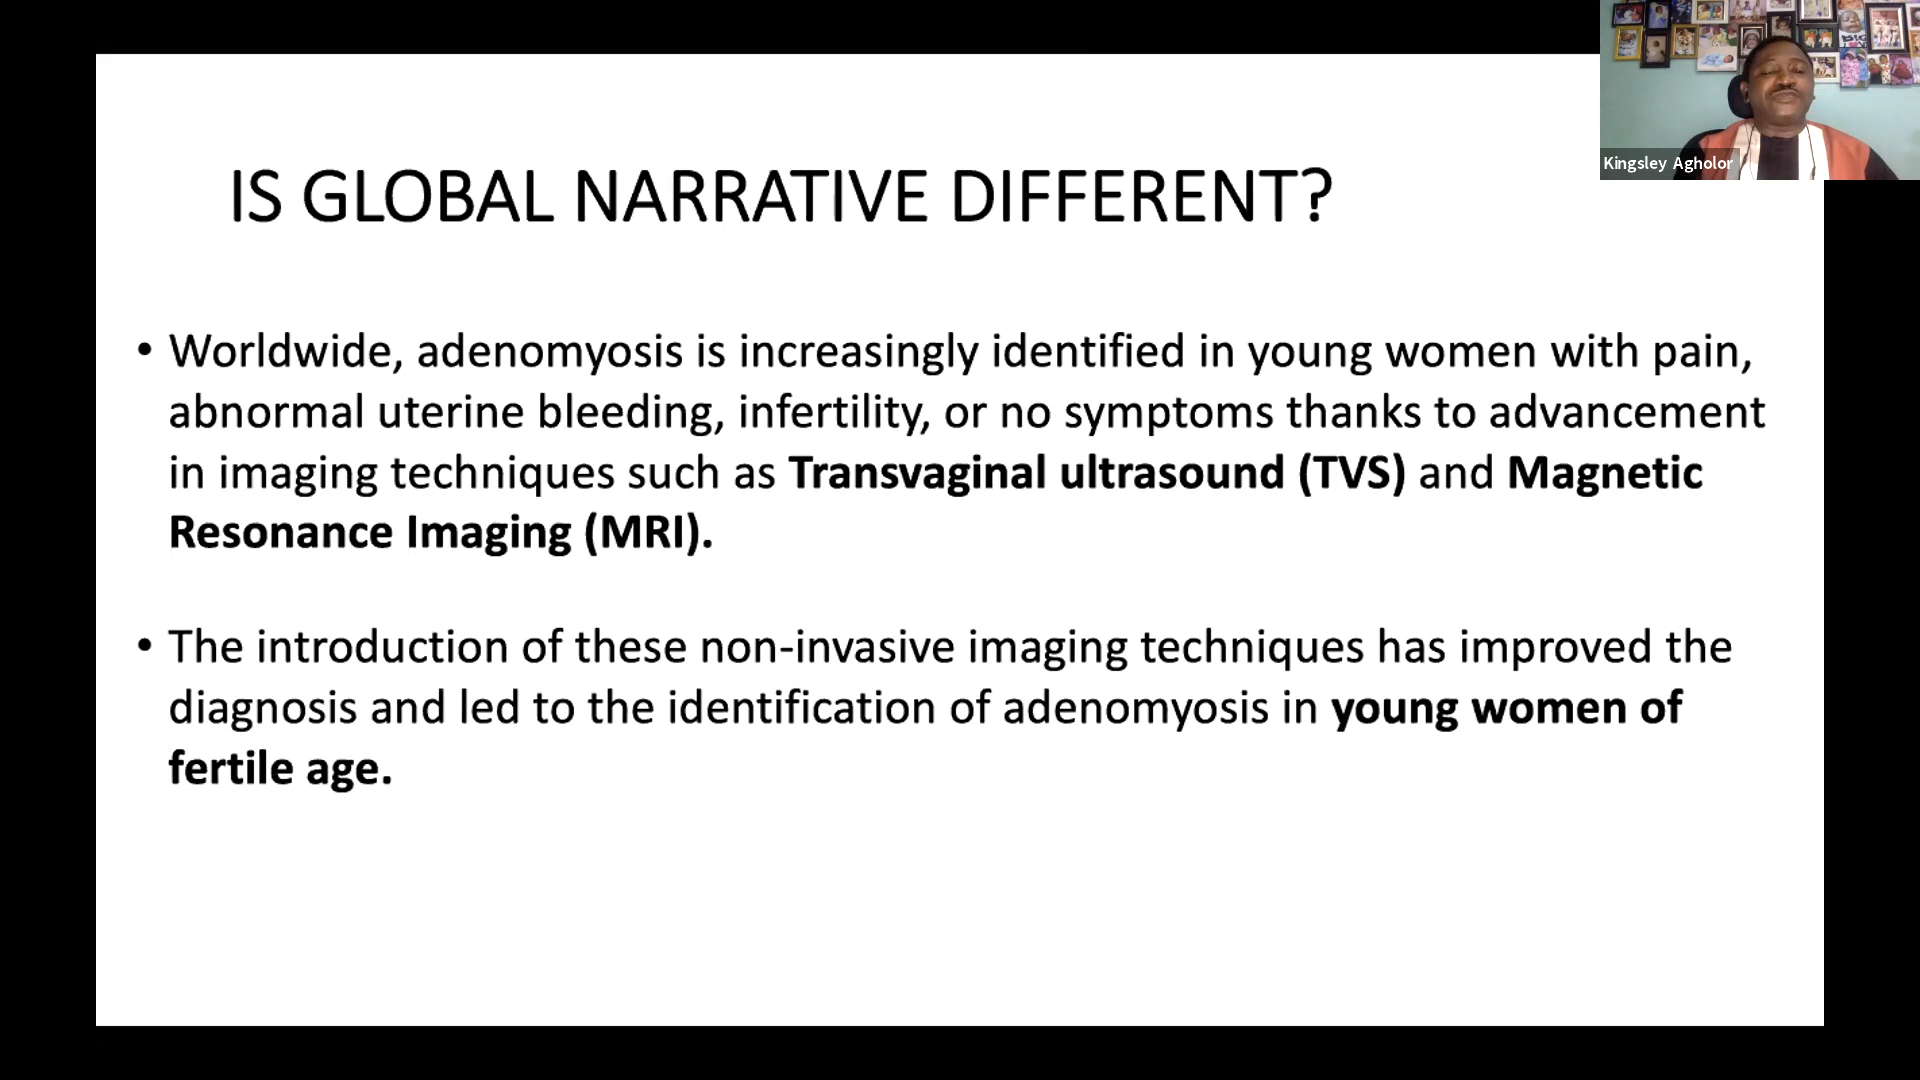 IS GLOBAL NARRATIVE DIFFERENT?
Kingsley Agholor
• Worldwide, adenomyosis is increasingly identified in young women with pain,
abnormal uterine bleeding, infertility, or no symptoms thanks to advancement
in imaging techniques such as Transvaginal ultrasound (TVS) and Magnetic
Resonance Imaging (MRI).
• The introduction of these non-invasive imaging techniques has improved the
diagnosis and led to the identification of adenomyosis in young women of
fertile age.